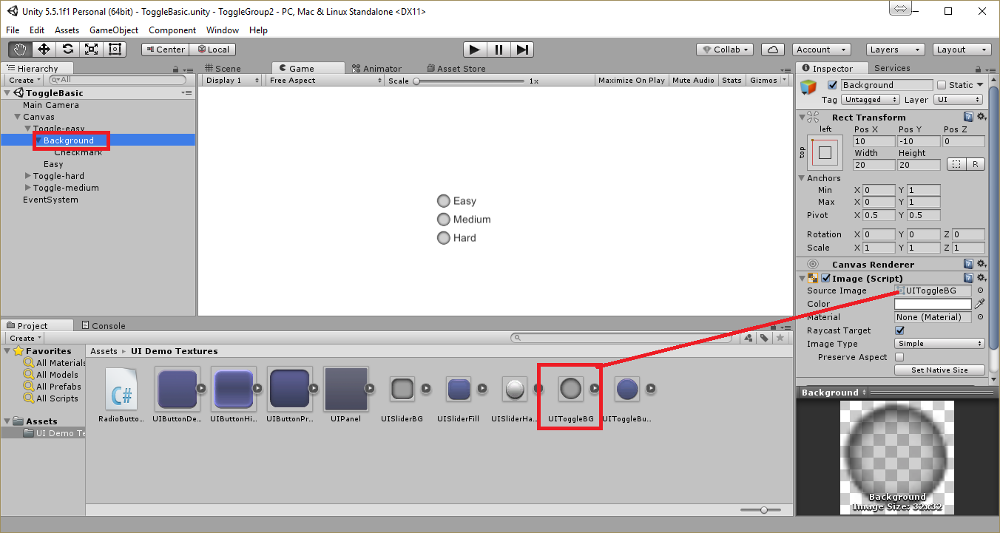 Unity 5.5.1f1 Personal (64bit) - ToggleBasic.unity - ToggleGroup2 - PC, Mac & Linux Standalone <DX11>
File Edit Assets GameObject Component Window Help
Center Local Collab Account Layers Layout
Hierarchy
Create All
ToggleBasic
Main Camera
Canvas
Toggle-easy
Background
Checkmark
Easy
Toggle-hard
Toggle-medium
EventSystem
Scene Game Animator Asset Store
Display 1 Free Aspect Scale 1x Maximize On Play Mute Audio Stats Gizmos
Easy
Medium
Hard
Inspector Services
Background Static
Tag Untagged Layer UI
Rect Transform
left Pos X Pos Y Pos Z
10 -10 0
top
Width Height
20 20 R
Anchors
Min X 0 Y 1
Max X 0 Y 1
Pivot X 0.5 Y 0.5
Rotation X 0 Y 0 Z 0
Scale X 1 Y 1 Z 1
Canvas Renderer
Image (Script)
Source Image UIToggleBG
Color
Material None (Material)
Raycast Target
Image Type Simple
Preserve Aspect
Set Native Size
Background
Background
Image Size: 32x32
Project Console
Create
Favorites
All Materials
All Models
All Prefabs
All Scripts
Assets
UI Demo Te
Assets UI Demo Textures
C#
RadioButto... UIButtonDe... UIButtonHi... UIButtonPr... UIPanel UISliderBG UISliderFill UISliderHa... UIToggleBG UIToggleBu...